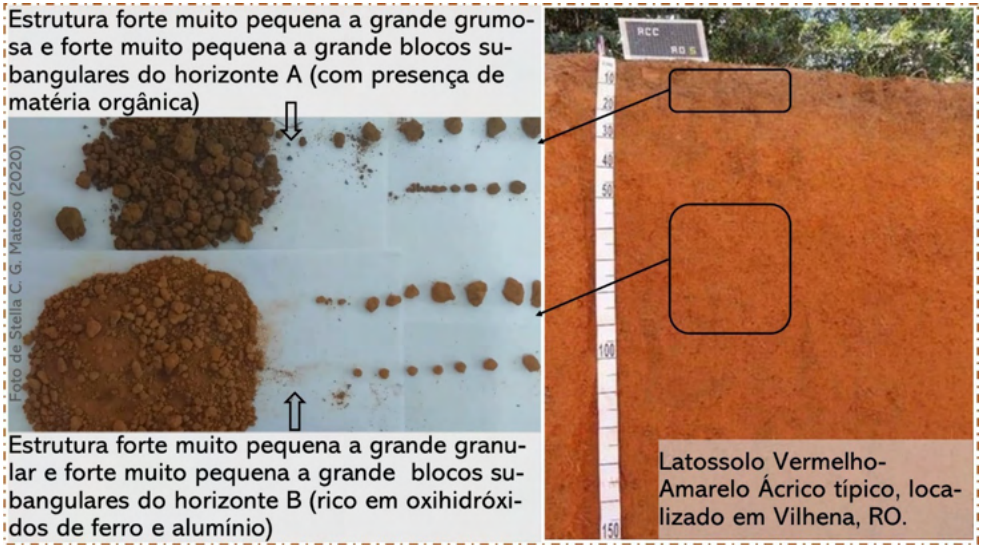 Estrutura forte muito pequena a grande grumo-
sa e forte muito pequena a grande blocos su-
bangulares do horizonte A (com presença de
matéria orgânica)
Foto de Stella C. G. Matoso (2020)
Estrutura forte muito pequena a grande granu-
lar e forte muito pequena a grande blocos su-
bangulares do horizonte B (rico em oxihidróxi-
dos de ferro e alumínio)
RCC
RO 5
10
20
30
40
50
100
150
Latossolo Vermelho-
Amarelo Ácrico típico, loca-
lizado em Vilhena, RO.